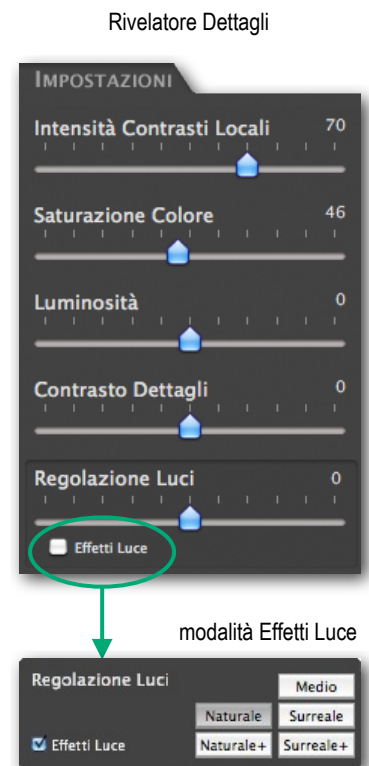 Rivelatore Dettagli
IMPOSTAZIONI
Intensità Contrasti Locali 70
Saturazione Colore 46
Luminosità 0
Contrasto Dettagli 0
Regolazione Luci 0
Effetti Luce
modalità Effetti Luce
Regolazione Luci Medio
Naturale Surreale
Effetti Luce Naturale+ Surreale+